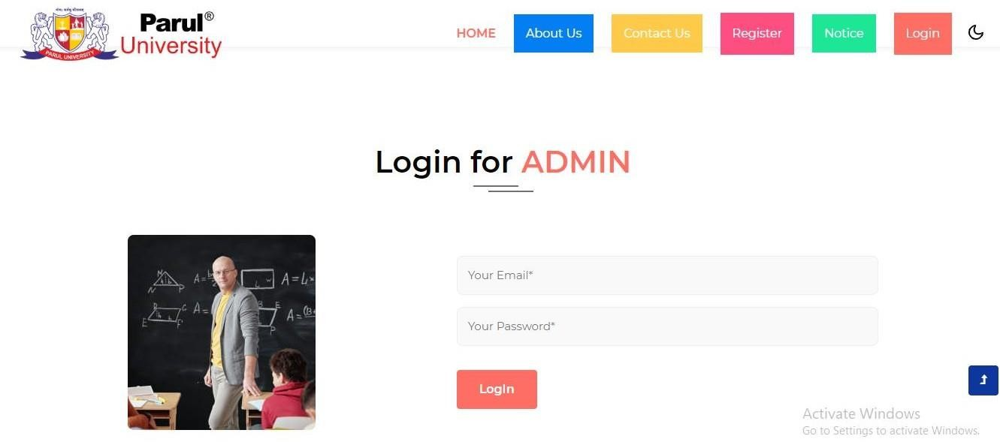 Parul®
University
PARUL UNIVERSITY
HOME
About Us
Contact Us
Register
Notice
Login
Login for ADMIN
Your Email*
Your Password*
LogIn
Activate Windows
Go to Settings to activate Windows.